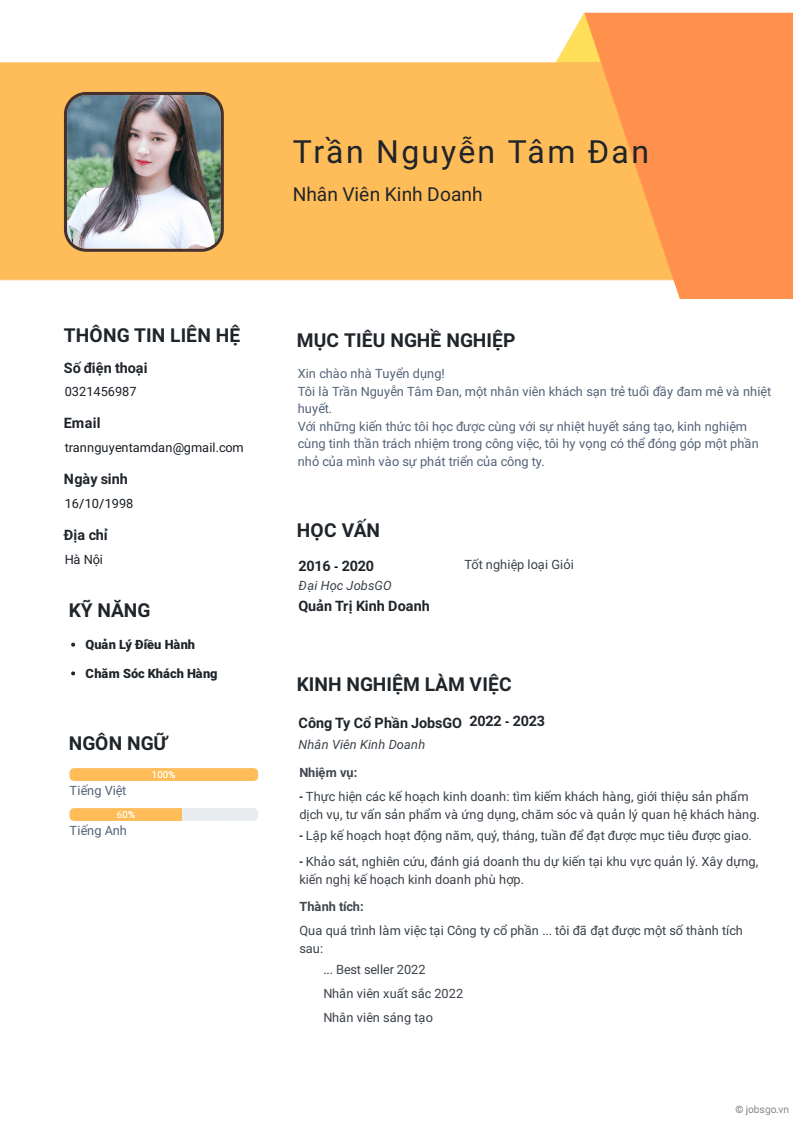 Trần Nguyễn Tâm Đan
Nhân Viên Kinh Doanh
THÔNG TIN LIÊN HỆ
Số điện thoại
0321456987
Email
trannguyentamdan@gmail.com
Ngày sinh
16/10/1998
Địa chỉ
Hà Nội
KỸ NĂNG
• Quản Lý Điều Hành
• Chăm Sóc Khách Hàng
NGÔN NGỮ
100%
Tiếng Việt
60%
Tiếng Anh
MỤC TIÊU NGHỀ NGHIỆP
Xin chào nhà Tuyển dụng!
Tôi là Trần Nguyễn Tâm Đan, một nhân viên khách sạn trẻ tuổi đầy đam mê và nhiệt
huyết.
Với những kiến thức tôi học được cùng với sự nhiệt huyết sáng tạo, kinh nghiệm
cùng tinh thần trách nhiệm trong công việc, tôi hy vọng có thể đóng góp một phần
nhỏ của mình vào sự phát triển của công ty.
HỌC VẤN
2016 - 2020 Tốt nghiệp loại Giỏi
Đại Học JobsGO
Quản Trị Kinh Doanh
KINH NGHIỆM LÀM VIỆC
Công Ty Cổ Phần JobsGO 2022 - 2023
Nhân Viên Kinh Doanh
Nhiệm vụ:
- Thực hiện các kế hoạch kinh doanh: tìm kiếm khách hàng, giới thiệu sản phẩm
dịch vụ, tư vấn sản phẩm và ứng dụng, chăm sóc và quản lý quan hệ khách hàng.
- Lập kế hoạch hoạt động năm, quý, tháng, tuần để đạt được mục tiêu được giao.
- Khảo sát, nghiên cứu, đánh giá doanh thu dự kiến tại khu vực quản lý. Xây dựng,
kiến nghị kế hoạch kinh doanh phù hợp.
Thành tích:
Qua quá trình làm việc tại Công ty cổ phần ... tôi đã đạt được một số thành tích
sau:
... Best seller 2022
Nhân viên xuất sắc 2022
Nhân viên sáng tạo
© jobsgo.vn